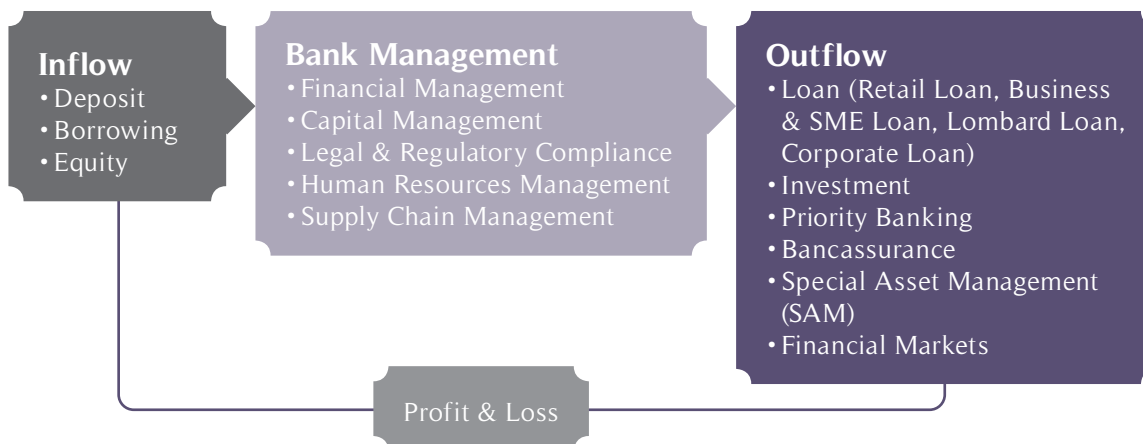 Inflow
• Deposit
• Borrowing
• Equity
Bank Management
• Financial Management
• Capital Management
• Legal & Regulatory Compliance
• Human Resources Management
• Supply Chain Management
Outflow
• Loan (Retail Loan, Business
& SME Loan, Lombard Loan,
Corporate Loan)
• Investment
• Priority Banking
• Bancassurance
• Special Asset Management
(SAM)
• Financial Markets
Profit & Loss